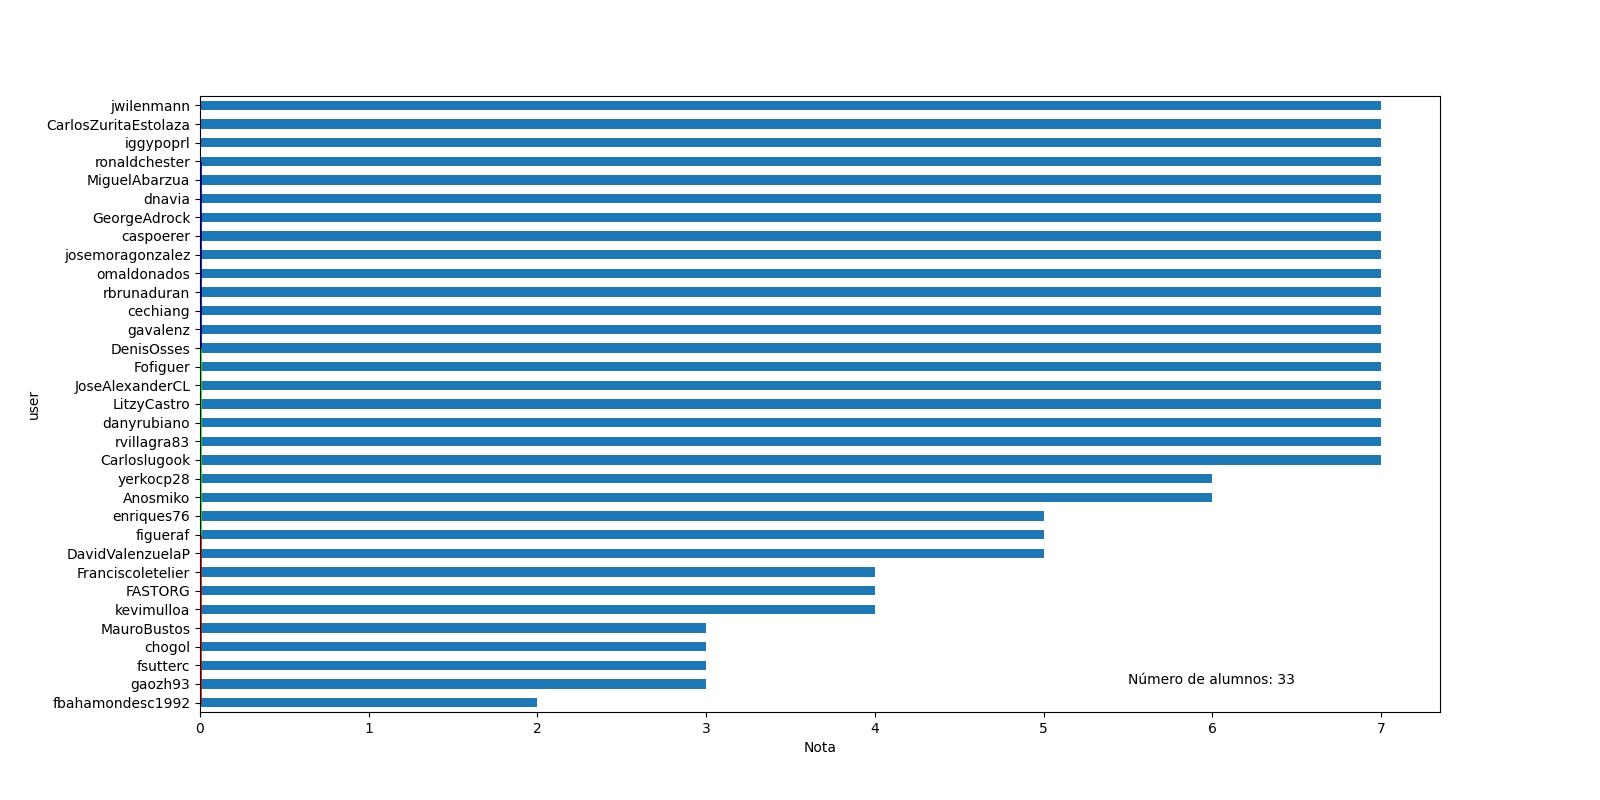 jwilenmann
CarlosZuritaEstolaza
iggypoprl
ronaldchester
MiguelAbarzua
dnavia
GeorgeAdrock
caspoerer
josemoragonzalez
omaldonados
rbrunaduran
cechiang
gavalenz
DenisOsses
Fofiguer
JoseAlexanderCL
LitzyCastro
danyrubiano
rvillagra83
Carloslugook
yerkocp28
Anosmiko
enriques76
figueraf
DavidValenzuelaP
Franciscoletelier
FASTORG
kevimulloa
MauroBustos
chogol
fsutterc
gaozh93
fbahamondesc1992
user
Número de alumnos: 33
0 1 2 3 4 5 6 7
Nota